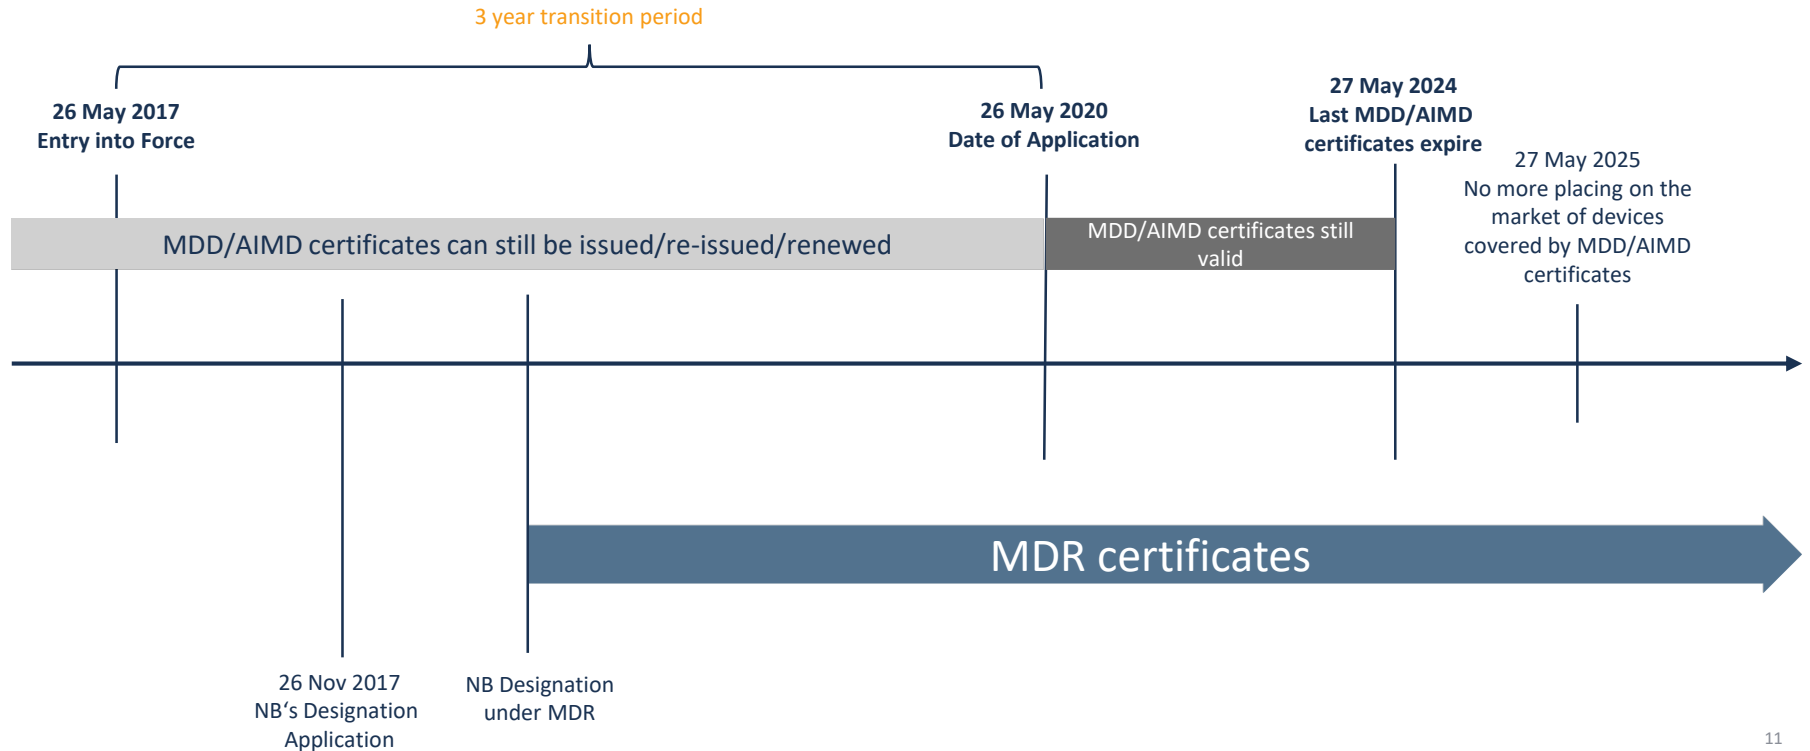 3 year transition period
26 May 2017
Entry into Force
26 May 2020
Date of Application
27 May 2024
Last MDD/AIMD
certificates expire
27 May 2025
No more placing on the
market of devices
covered by MDD/AIMD
certificates
MDD/AIMD certificates can still be issued/re-issued/renewed
MDD/AIMD certificates still
valid
MDR certificates
26 Nov 2017
NB‘s Designation
Application
NB Designation
under MDR
11